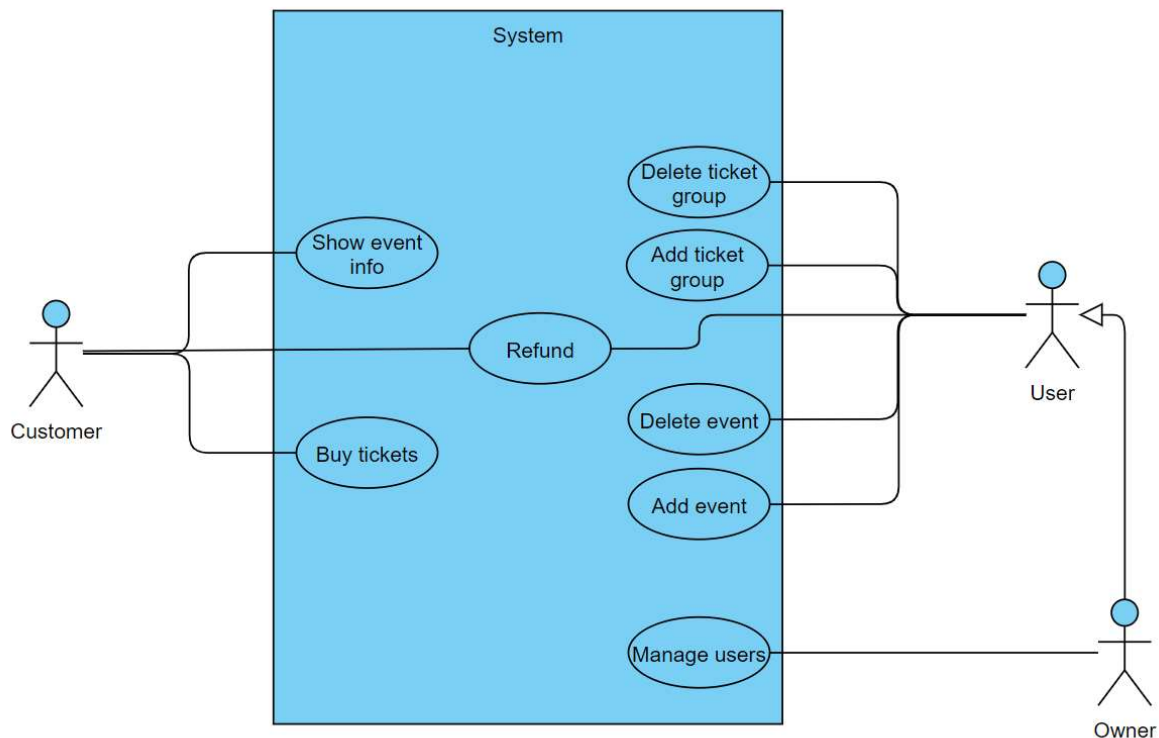 System
Delete ticket
group
Show event
info
Add ticket
group
Refund
User
Customer
Delete event
Buy tickets
Add event
Manage users
Owner